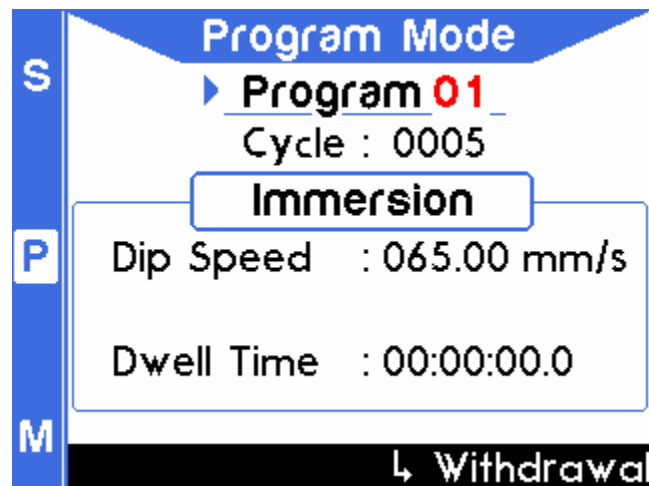 Program Mode
S
Program 01
Cycle : 0005
Immersion
P
Dip Speed : 065.00 mm/s
Dwell Time : 00:00:00.0
M
↳ Withdrawal